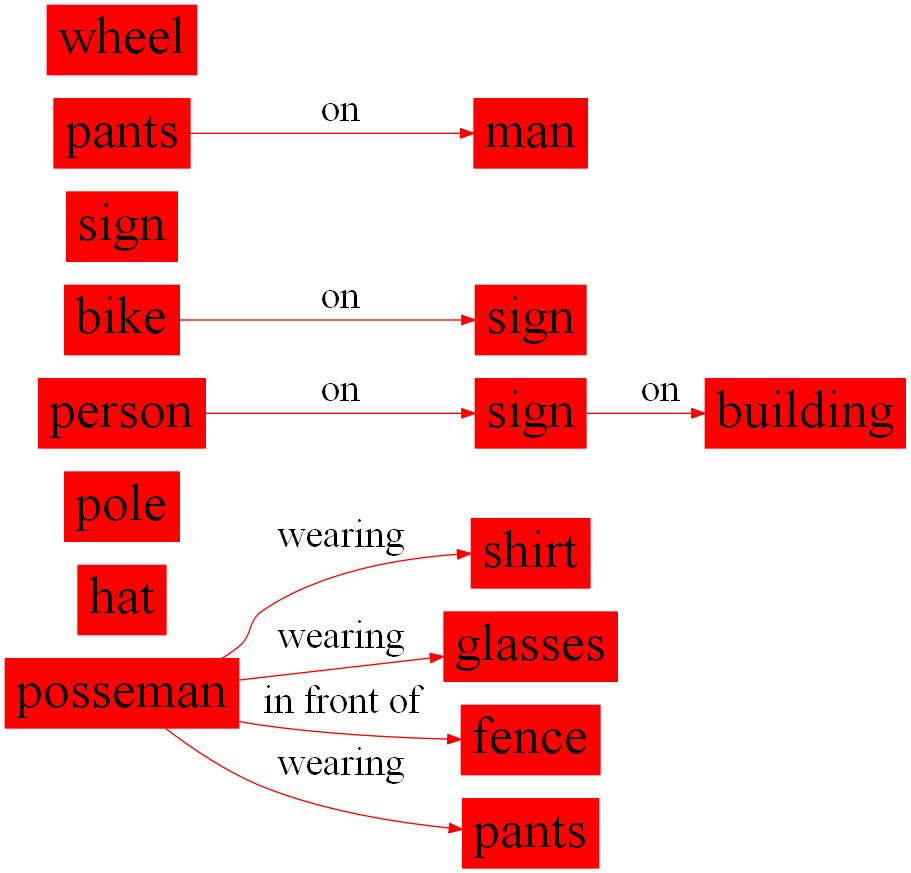 wheel
pants on man
sign
bike on sign
person on sign on building
pole
wearing shirt
hat
wearing glasses
posseman
in front of fence
wearing pants